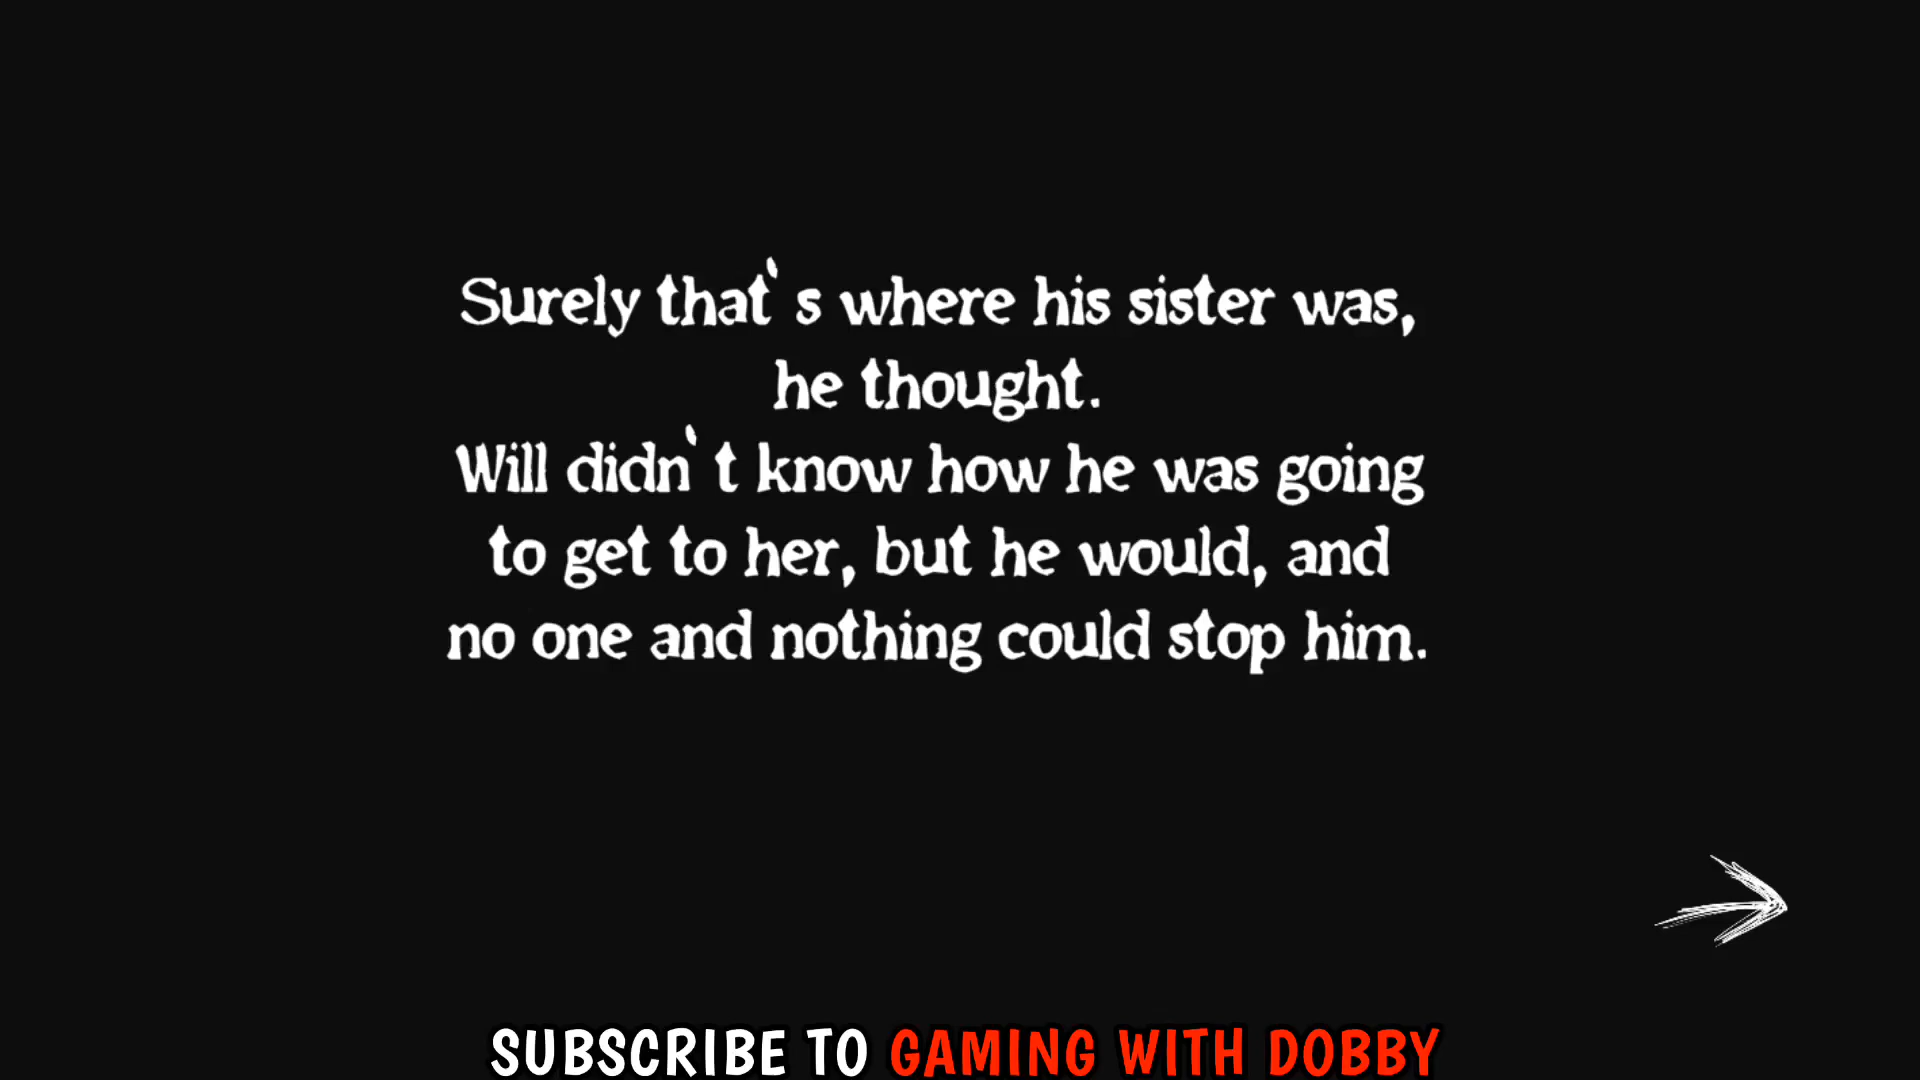 Surely that`s where his sister was,
he thought.
Will didn`t know how he was going
to get to her, but he would, and
no one and nothing could stop him.
SUBSCRIBE TO GAMING WITH DOBBY